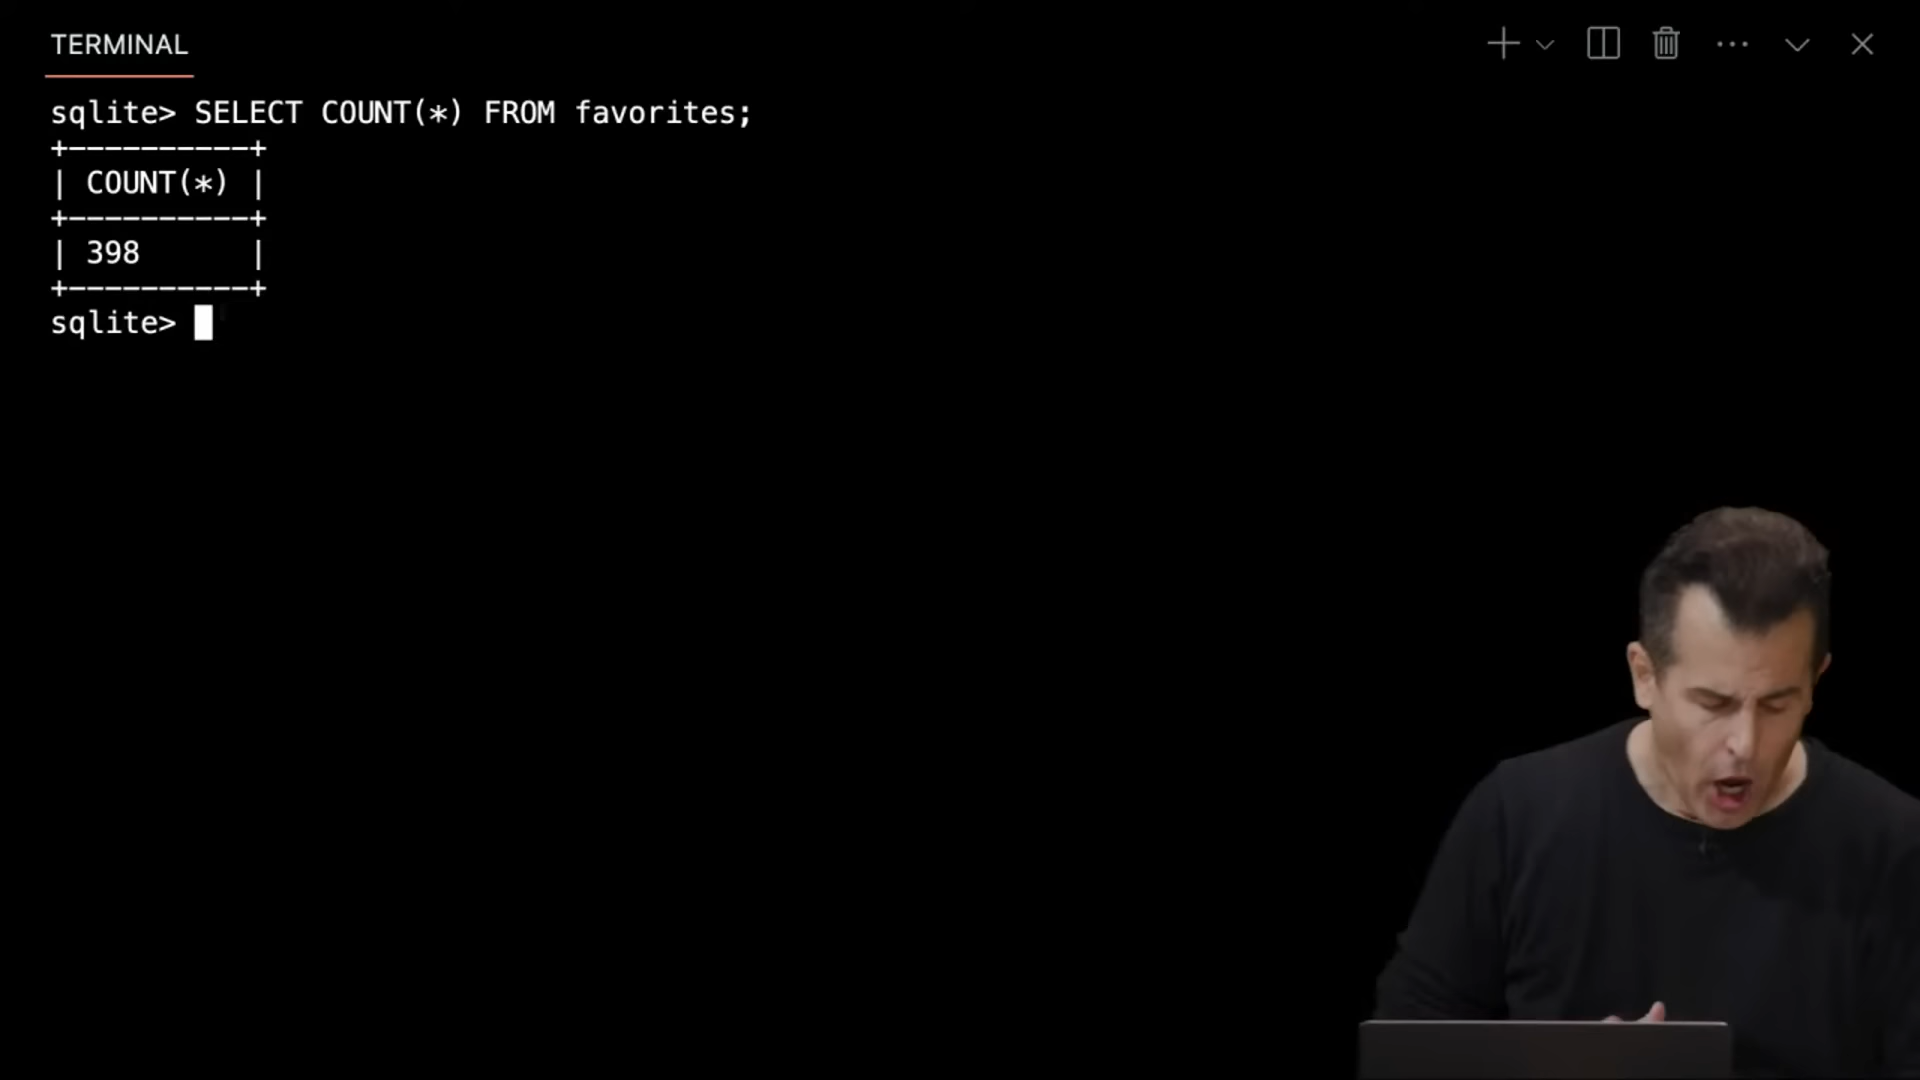 TERMINAL
sqlite> SELECT COUNT(*) FROM favorites;
+----------+
| COUNT(*) |
+----------+
| 398      |
+----------+
sqlite>